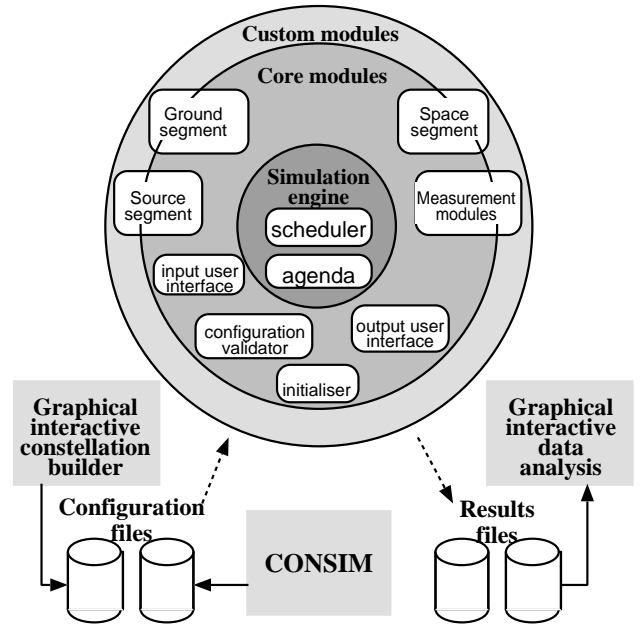 Custom modules
Core modules
Ground
segment
Space
segment
Simulation
engine
Source
segment
Measurement
modules
scheduler
agenda
input user
interface
configuration
validator
output user
interface
initialiser
Graphical
interactive
constellation
builder
Graphical
interactive
data
analysis
Configuration
files
Results
files
CONSIM